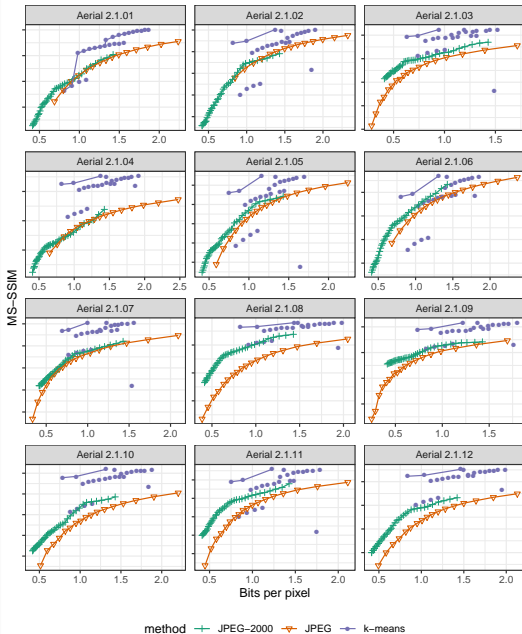 Aerial 2.1.01 Aerial 2.1.02 Aerial 2.1.03
0.5 1.0 1.5 2.0 0.5 1.0 1.5 2.0 0.5 1.0 1.5
Aerial 2.1.04 Aerial 2.1.05 Aerial 2.1.06
0.5 1.0 1.5 2.0 2.5 0.5 1.0 1.5 2.0 0.5 1.0 1.5 2.0
MS−SSIM
Aerial 2.1.07 Aerial 2.1.08 Aerial 2.1.09
0.5 1.0 1.5 2.0 0.5 1.0 1.5 2.0 0.5 1.0 1.5
Aerial 2.1.10 Aerial 2.1.11 Aerial 2.1.12
0.5 1.0 1.5 2.0 0.5 1.0 1.5 2.0 0.5 1.0 1.5 2.0
Bits per pixel
method JPEG−2000 JPEG k−means